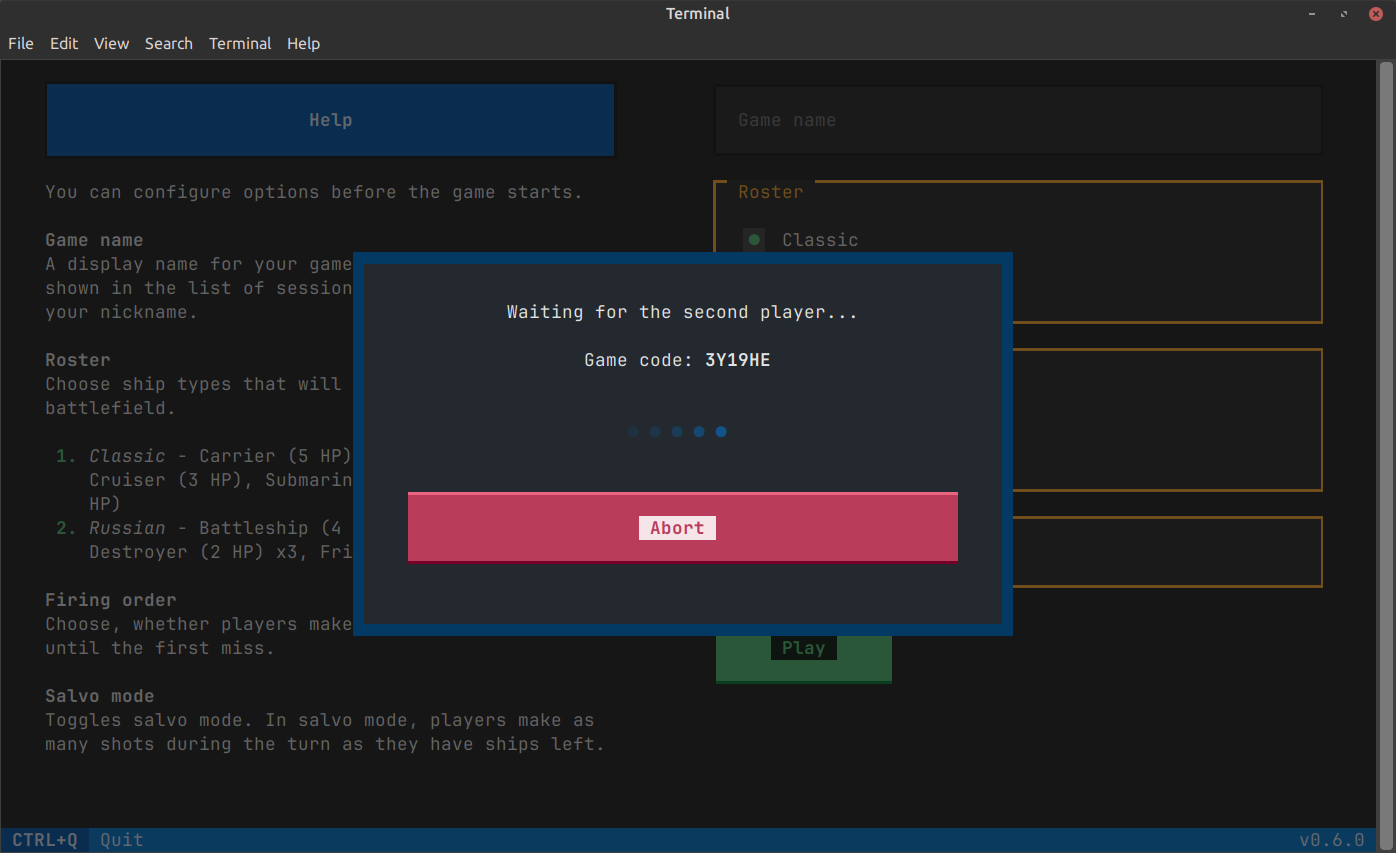 Terminal
File Edit View Search Terminal Help
Help
You can configure options before the game starts.
Game name
A display name for your game
shown in the list of session
your nickname.
Roster
Choose ship types that will
battlefield.
1. Classic - Carrier (5 HP)
Cruiser (3 HP), Submarin
HP)
2. Russian - Battleship (4
Destroyer (2 HP) x3, Fri
Firing order
Choose, whether players make
until the first miss.
Salvo mode
Toggles salvo mode. In salvo mode, players make as
many shots during the turn as they have ships left.
Game name
Roster
Classic
Waiting for the second player...
Game code: 3Y19HE
Abort
Play
CTRL+Q Quit
v0.6.0